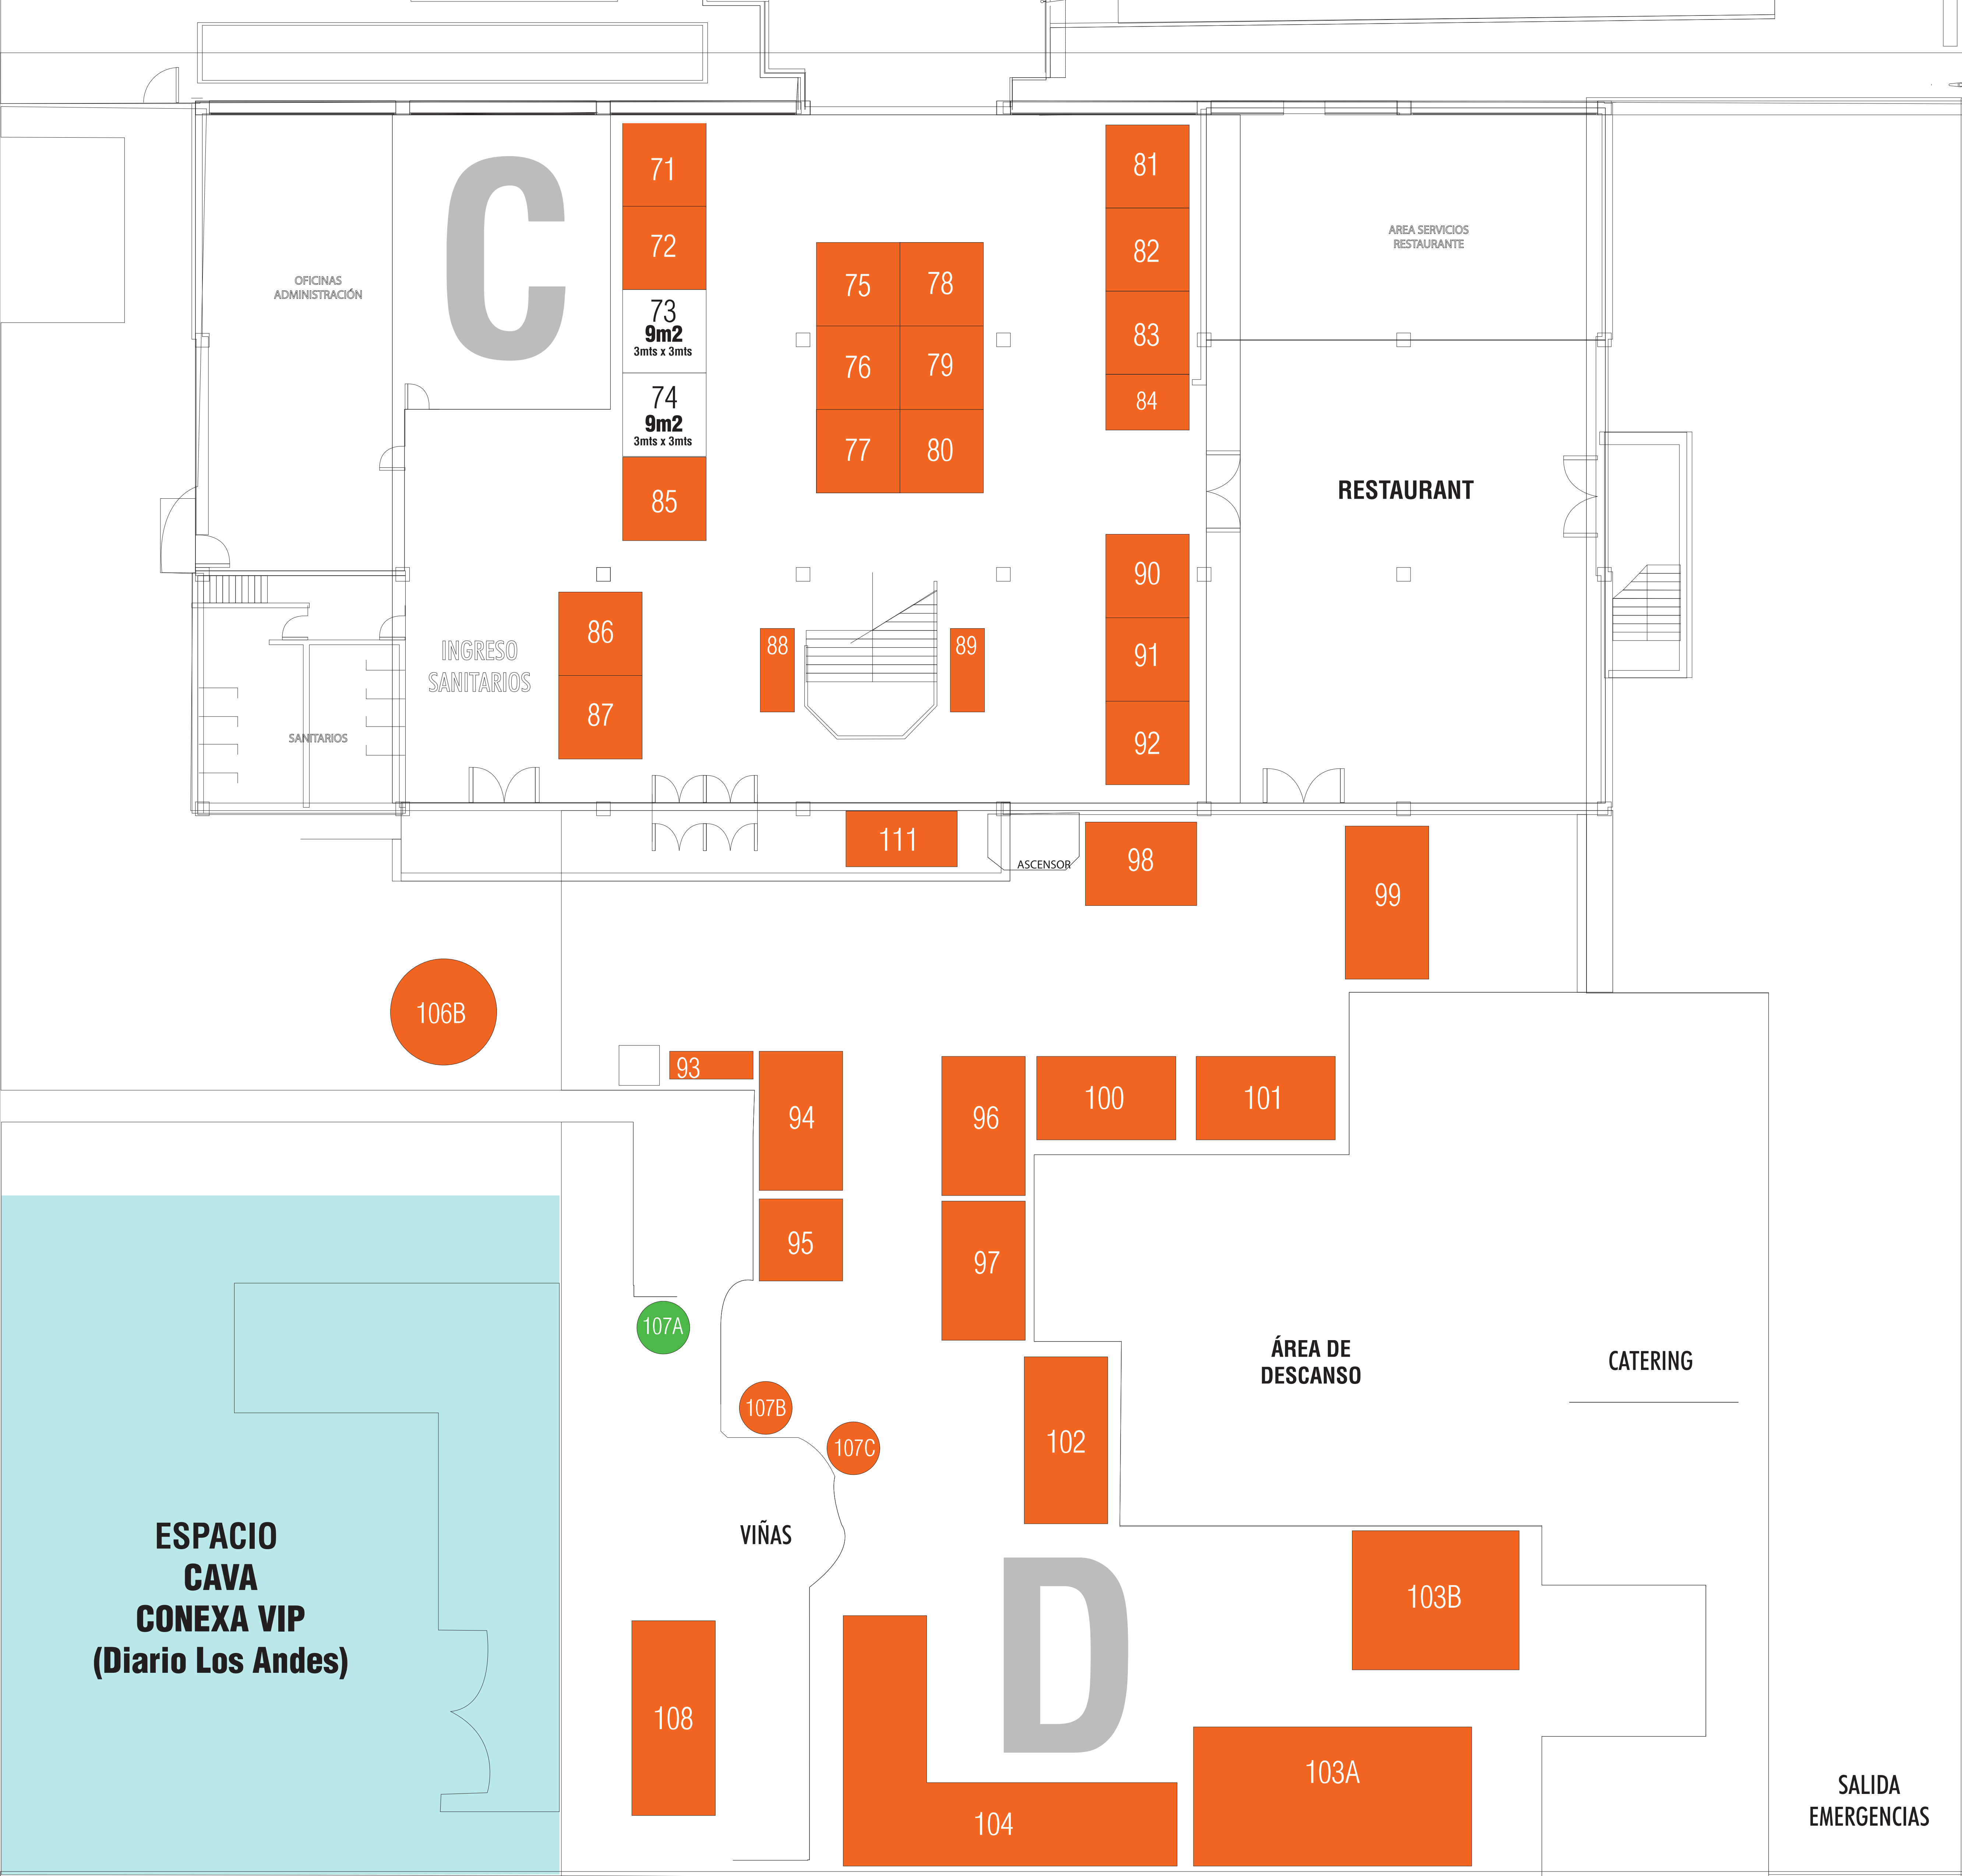 C
71
72
73
9m2
3mts x 3mts
74
9m2
3mts x 3mts
85
75
78
76
79
77
80
81
82
83
84
AREA SERVICIOS
RESTAURANTE
OFICINAS
ADMINISTRACIÓN
RESTAURANT
90
91
92
86
87
88
89
INGRESO
SANITARIOS
SANITARIOS
111
ASCENSOR
98
99
106B
93
94
95
96
97
100
101
107A
107B
107C
102
ÁREA DE
DESCANSO
CATERING
VIÑAS
ESPACIO
CAVA
CONEXA VIP
(Diario Los Andes)
D
103B
108
103A
104
SALIDA
EMERGENCIAS